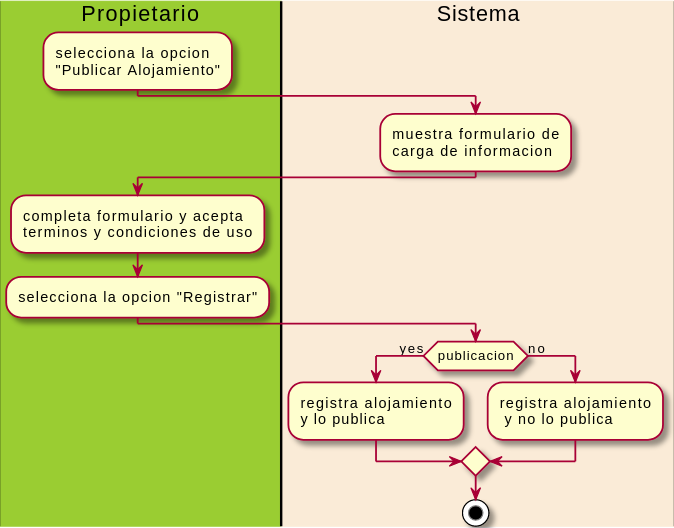 Propietario
Sistema
selecciona la opcion
"Publicar Alojamiento"
muestra formulario de
carga de informacion
completa formulario y acepta
terminos y condiciones de uso
selecciona la opcion "Registrar"
yes
publicacion
no
registra alojamiento
y lo publica
registra alojamiento
y no lo publica